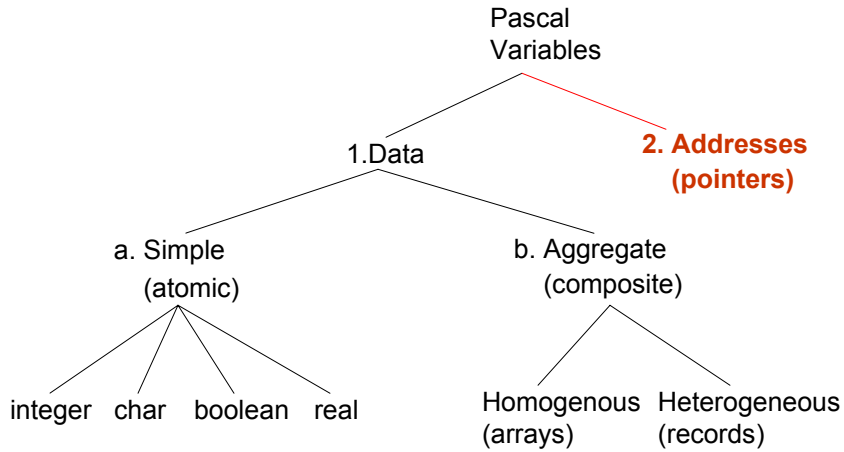 Pascal
Variables
1.Data
2. Addresses
(pointers)
a. Simple
(atomic)
b. Aggregate
(composite)
integer char boolean real
Homogenous
(arrays)
Heterogeneous
(records)